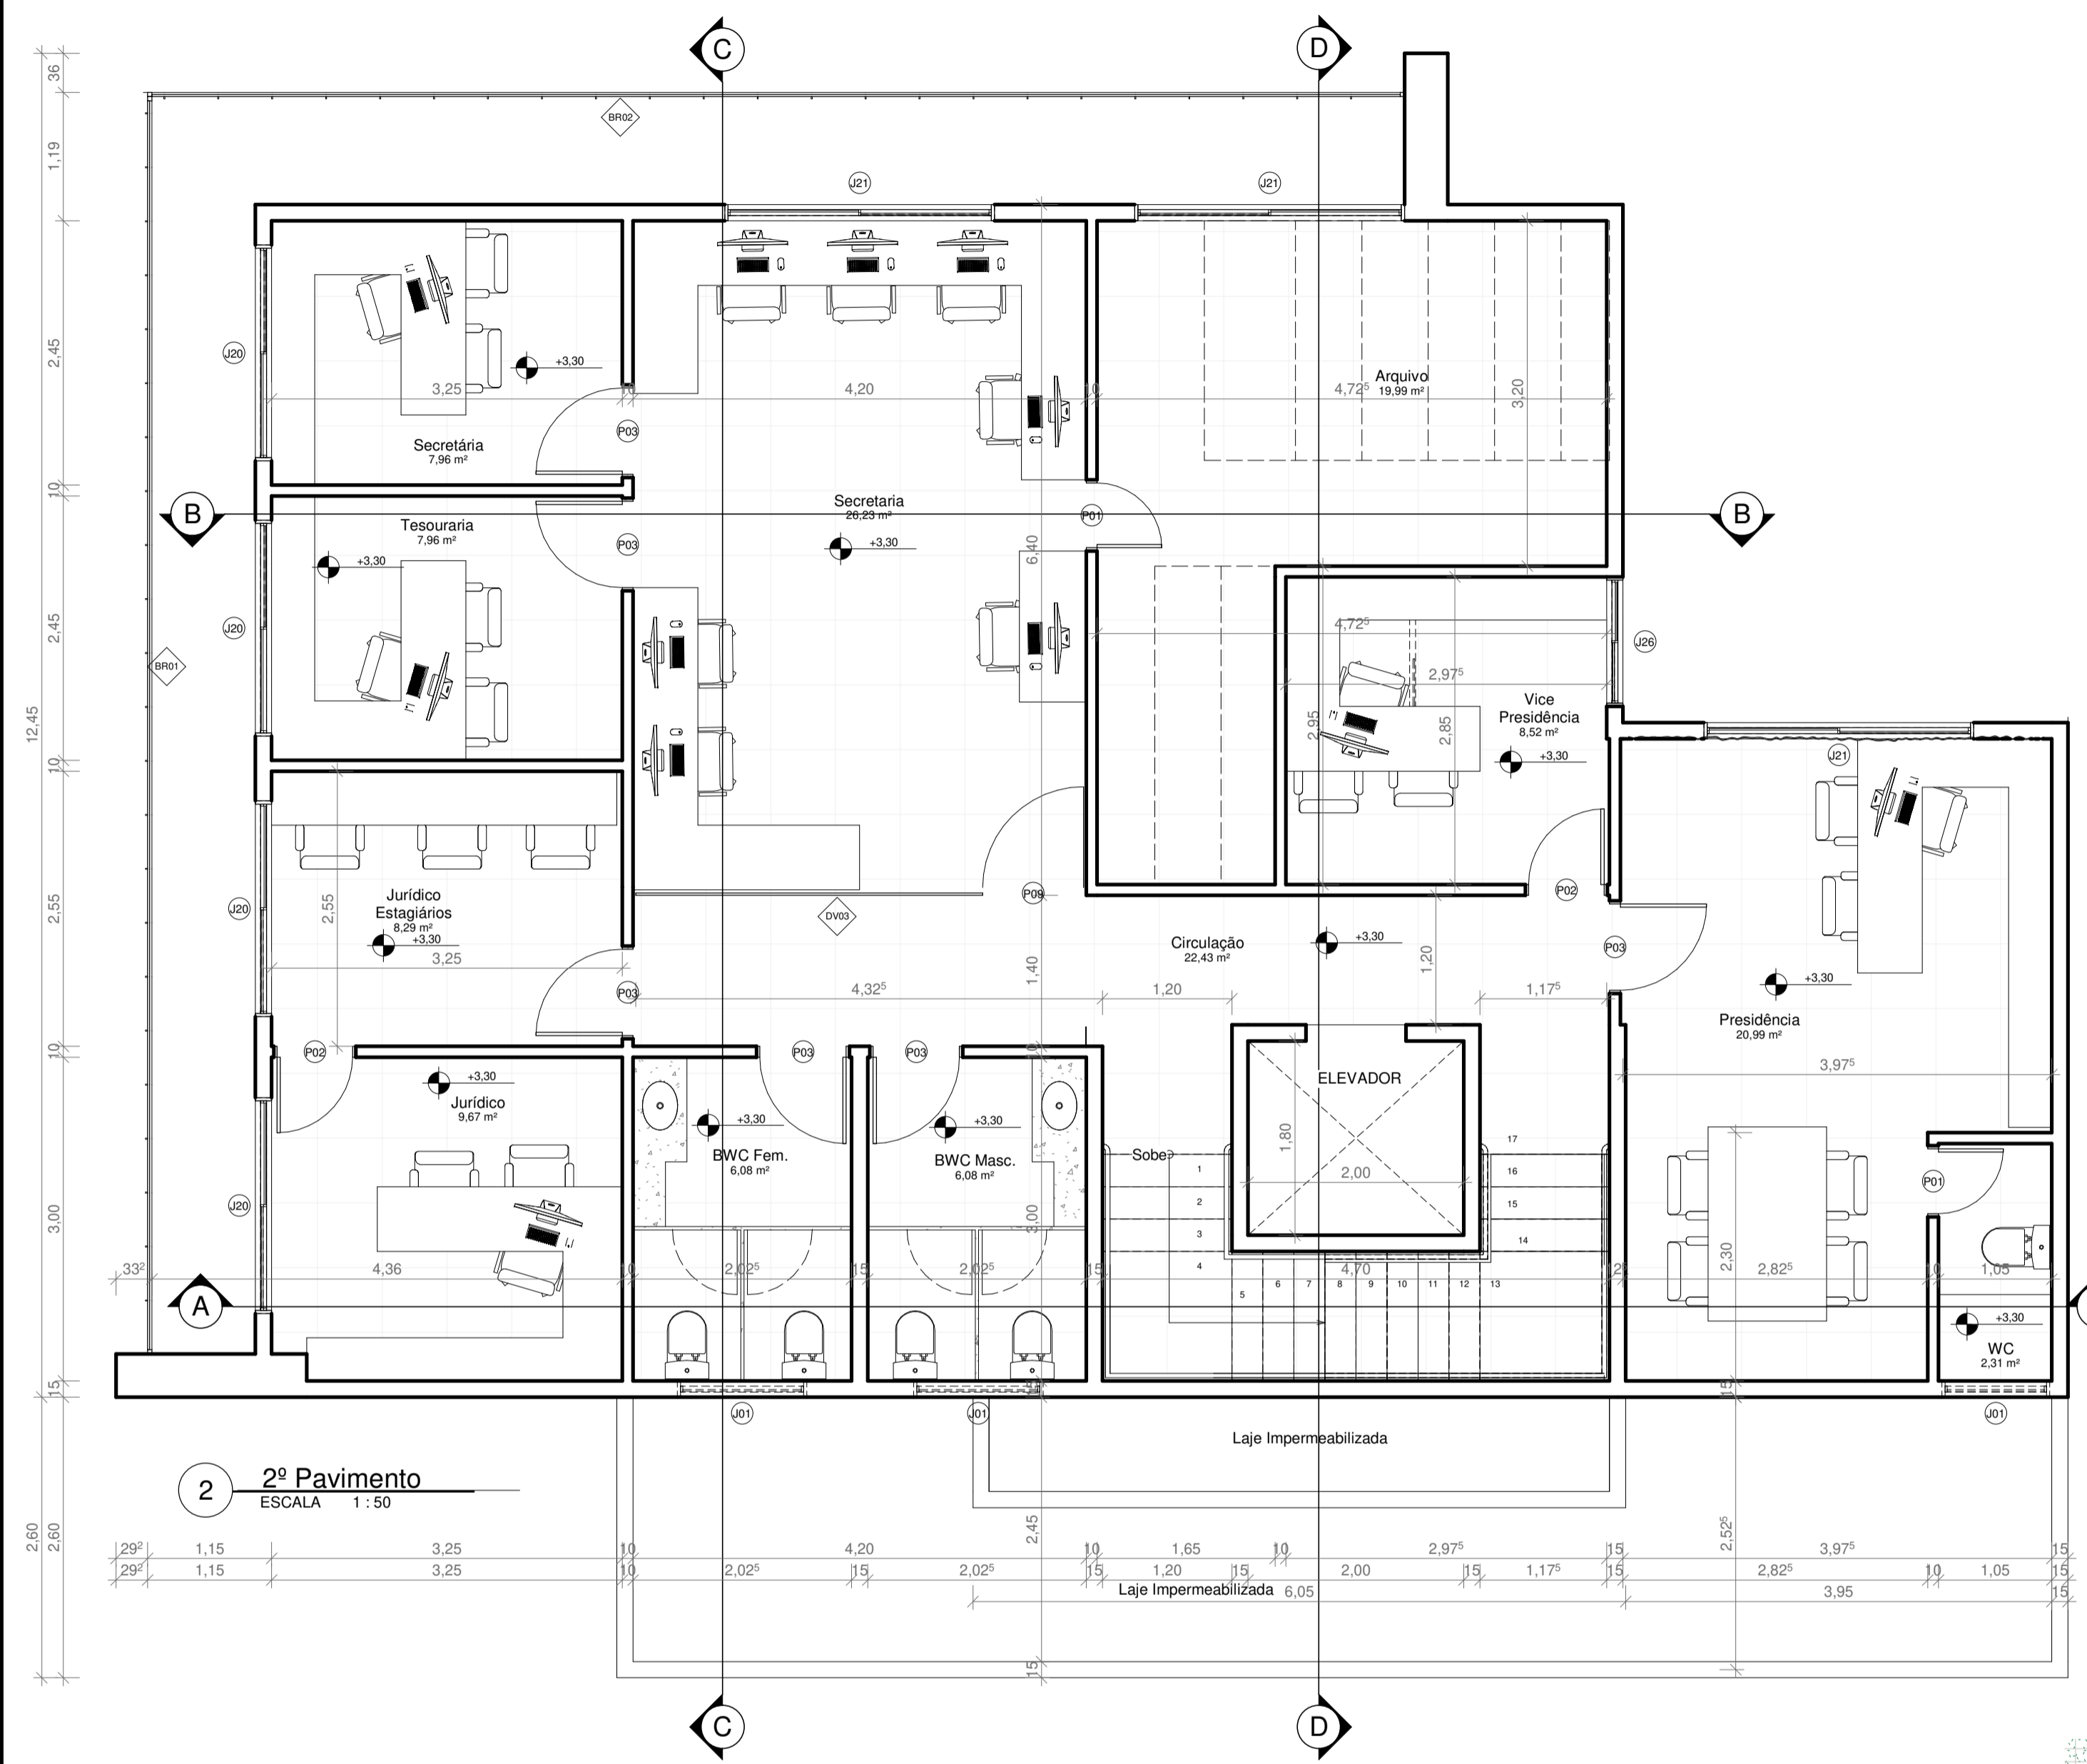 C
D
36
BR02
1,19
J21
J21
2,45
J20
+3,30
3,25
10
4,20
10
Arquivo
4,72⁵
19,99 m²
3,20
P03
Secretária
7,96 m²
10
B
Secretaria
26,23 m²
+3,30
P01
B
Tesouraria
7,96 m²
+3,30
P03
6,40
J20
2,45
4,72⁵
J26
BR01
2,97⁵
Vice
Presidência
8,52 m²
+3,30
2,95
2,85
12,45
10
J21
Jurídico
Estagiários
8,29 m²
+3,30
2,55
2,55
J20
3,25
P09
P02
DV03
Circulação
22,43 m²
+3,30
1,20
P03
1,40
+3,30
P03
4,32⁵
1,20
1,17⁵
Presidência
20,99 m²
10
P02
P03
P03
10
3,97⁵
+3,30
Jurídico
9,67 m²
ELEVADOR
+3,30
+3,30
BWC Fem.
6,08 m²
BWC Masc.
6,08 m²
Sobe
1,80
2,00
17
1
16
2
15
3
14
4
5
6
7
8
9
10
11
12
13
P01
3,00
J20
3,00
2,30
33²
4,36
10
2,02⁵
15
2,02⁵
15
4,70
25
2,82⁵
10
1,05
A
+3,30
WC
2,31 m²
15
15
15
J01
J01
J01
Laje Impermeabilizada
2
2º Pavimento
ESCALA 1 : 50
2,60
2,60
2,45
2,52⁵
29²
1,15
3,25
10
4,20
10
1,65
10
2,97⁵
15
3,97⁵
15
29²
1,15
3,25
10
2,02⁵
15
2,02⁵
15
1,20
15
2,00
15
1,17⁵
15
2,82⁵
10
1,05
15
Laje Impermeabilizada
6,05
3,95
15
15
C
D